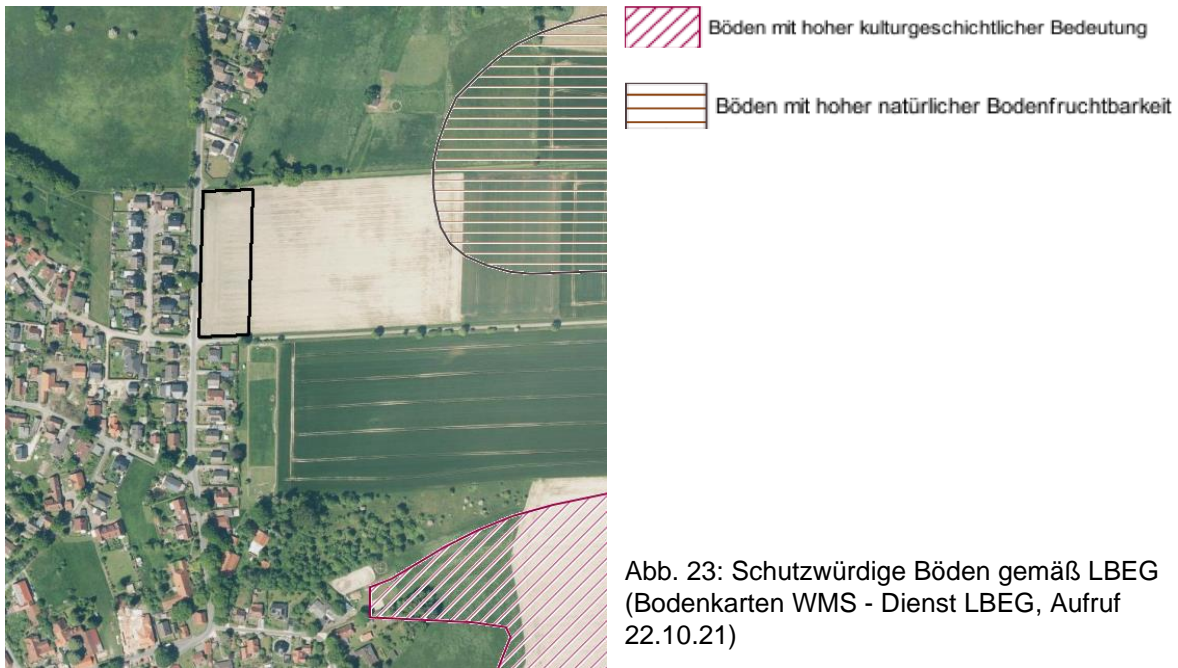 Böden mit hoher kulturgeschichtlicher Bedeutung
Böden mit hoher natürlicher Bodenfruchtbarkeit
Abb. 23: Schutzwürdige Böden gemäß LBEG
(Bodenkarten WMS - Dienst LBEG, Aufruf
22.10.21)